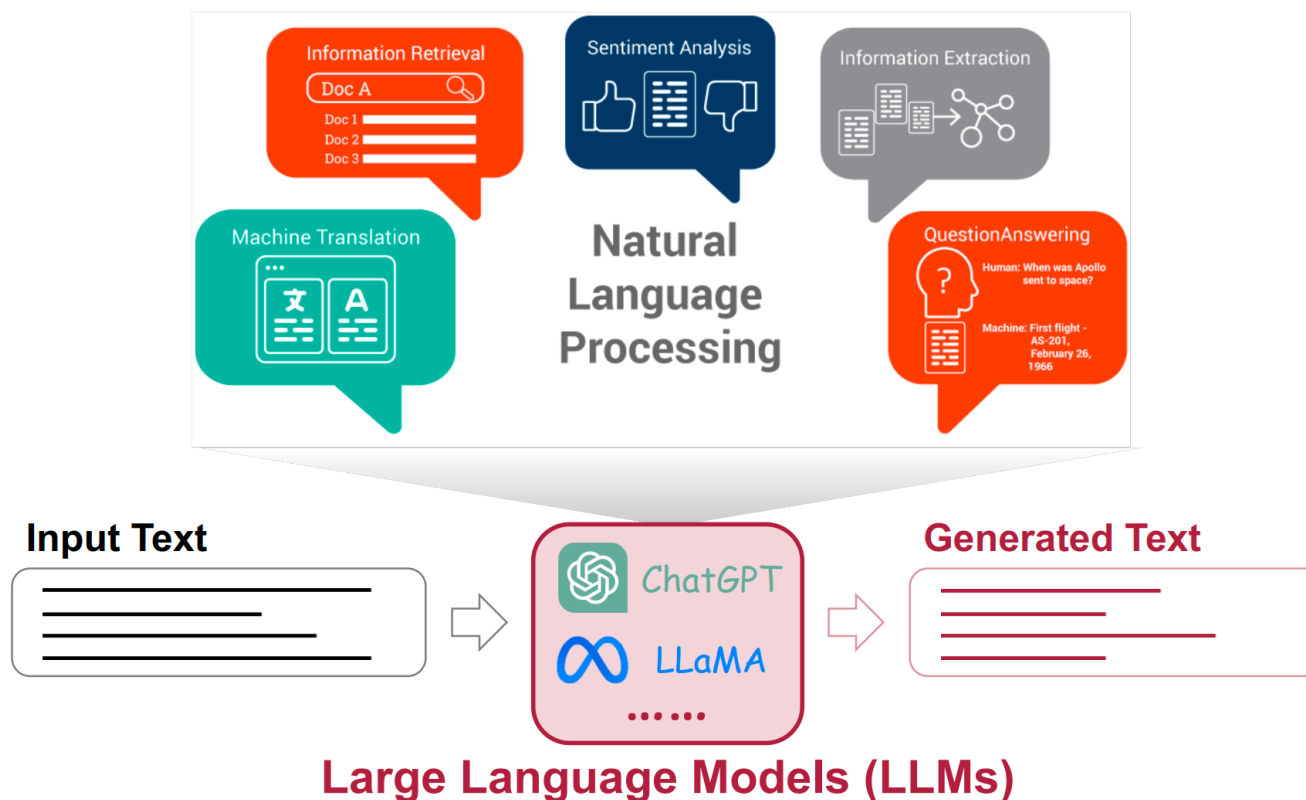 Information Retrieval
Doc A
Doc 1
Doc 2
Doc 3
Sentiment Analysis
Information Extraction
Machine Translation
文
A
Natural
Language
Processing
QuestionAnswering
?
Human: When was Apollo
sent to space?
Machine: First flight -
AS-201,
February 26,
1966
Input Text
ChatGPT
LLaMA
......
Generated Text
Large Language Models (LLMs)